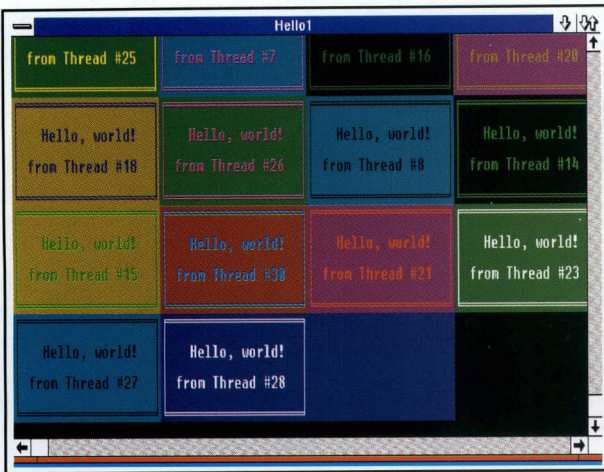 Hello1
from Thread #25
from Thread #7
from Thread #16
from Thread #20
Hello, world!
from Thread #18
Hello, world!
from Thread #26
Hello, world!
from Thread #8
Hello, world!
from Thread #14
Hello, world!
from Thread #15
Hello, world!
from Thread #30
Hello, world!
from Thread #21
Hello, world!
from Thread #23
Hello, world!
from Thread #27
Hello, world!
from Thread #28